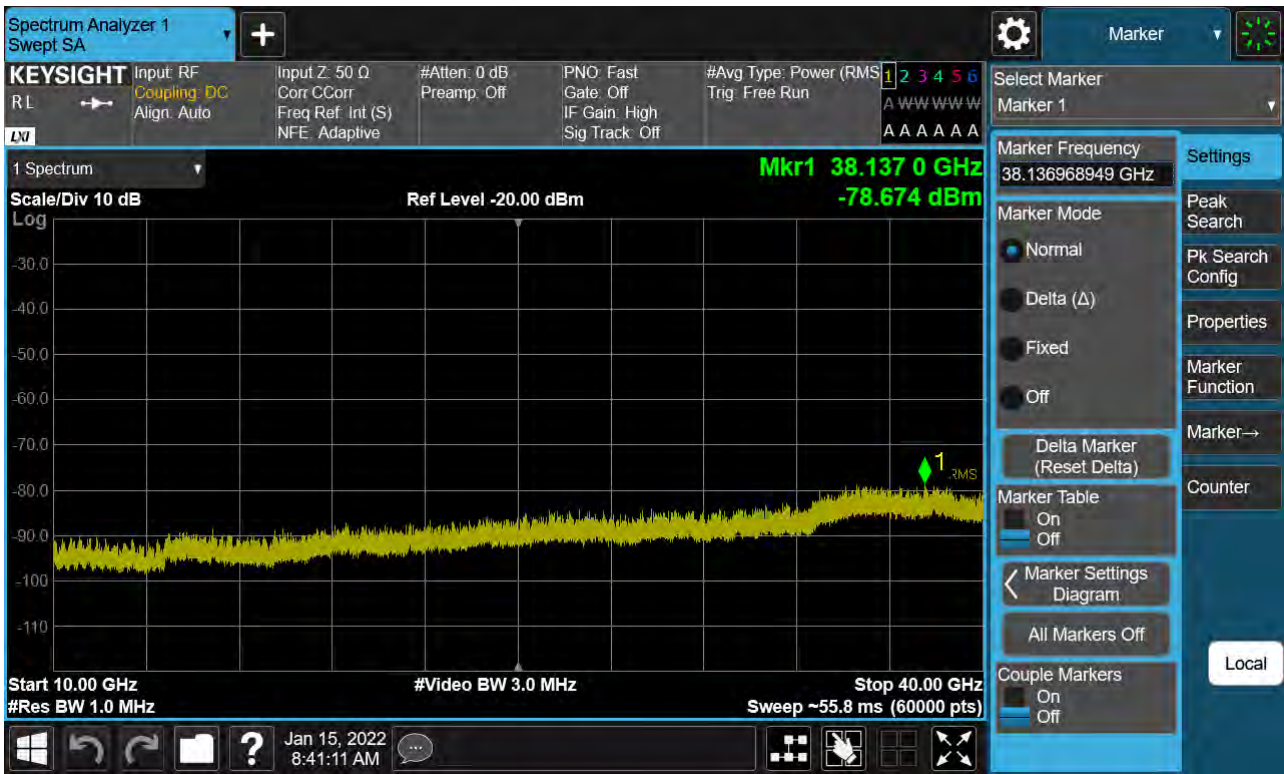 Spectrum Analyzer 1
Swept SA
+
Marker
KEYSIGHT
R L
LXI
Input: RF
Coupling: DC
Align: Auto
Input Z: 50 Ω
Corr CCorr
Freq Ref: Int (S)
NFE: Adaptive
#Atten: 0 dB
Preamp: Off
PNO: Fast
Gate: Off
IF Gain: High
Sig Track: Off
#Avg Type: Power (RMS
Trig: Free Run
1 2 3 4 5 6
A W W W W W
A A A A A A
Select Marker
Marker 1
1 Spectrum
Mkr1 38.137 0 GHz
-78.674 dBm
Scale/Div 10 dB
Ref Level -20.00 dBm
Log
-30.0
-40.0
-50.0
-60.0
-70.0
-80.0
-90.0
-100
-110
1
RMS
Start 10.00 GHz
#Video BW 3.0 MHz
Stop 40.00 GHz
#Res BW 1.0 MHz
Sweep ~55.8 ms (60000 pts)
Marker Frequency
38.136968949 GHz
Marker Mode
Normal
Delta (Δ)
Fixed
Off
Delta Marker
(Reset Delta)
Marker Table
On
Off
Marker Settings
Diagram
All Markers Off
Couple Markers
On
Off
Settings
Peak
Search
Pk Search
Config
Properties
Marker
Function
Marker→
Counter
Local
?
Jan 15, 2022
8:41:11 AM